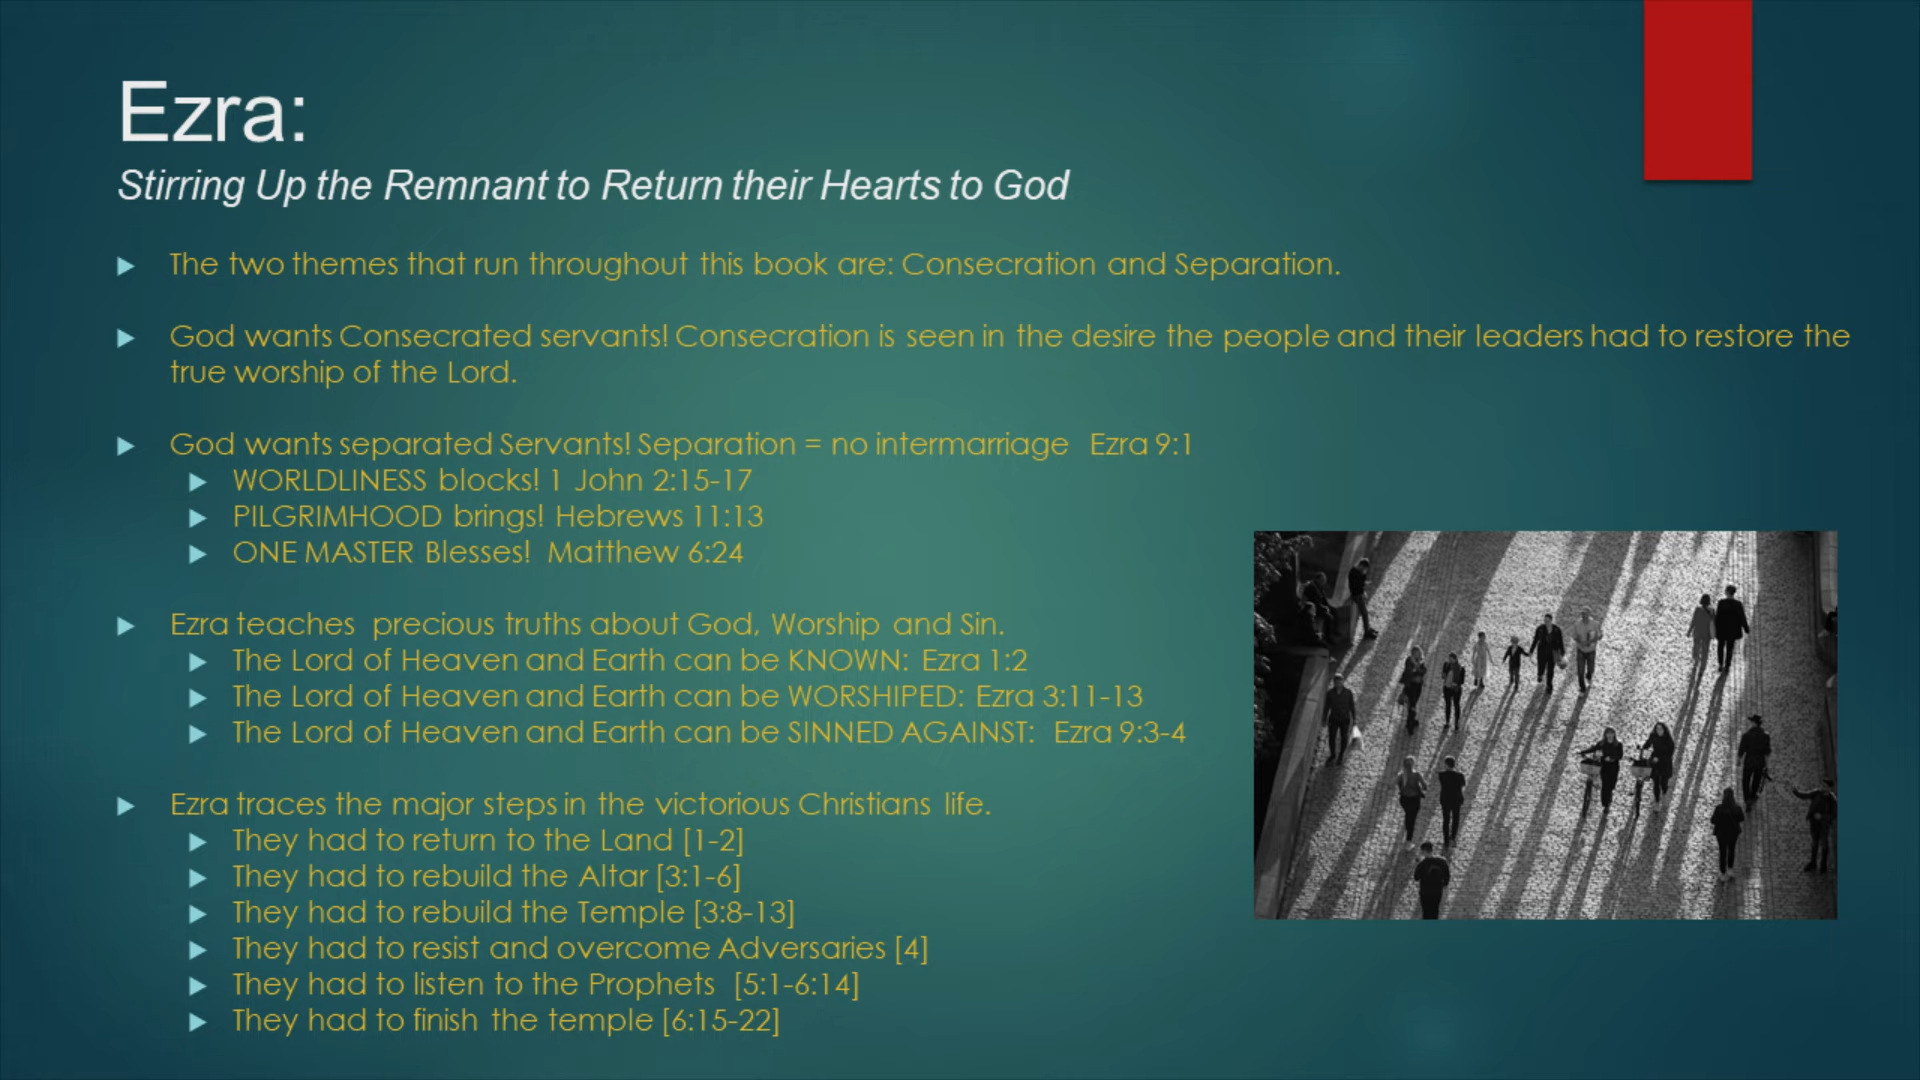 Ezra:
Stirring Up the Remnant to Return their Hearts to God
The two themes that run throughout this book are: Consecration and Separation.
God wants Consecrated servants! Consecration is seen in the desire the people and their leaders had to restore the
true worship of the Lord.
God wants separated Servants! Separation = no intermarriage Ezra 9:1
WORLDLINESS blocks! 1 John 2:15-17
PILGRIMHOOD brings! Hebrews 11:13
ONE MASTER Blesses! Matthew 6:24
Ezra teaches precious truths about God, Worship and Sin.
The Lord of Heaven and Earth can be KNOWN: Ezra 1:2
The Lord of Heaven and Earth can be WORSHIPED: Ezra 3:11-13
The Lord of Heaven and Earth can be SINNED AGAINST: Ezra 9:3-4
Ezra traces the major steps in the victorious Christians life.
They had to return to the Land [1-2]
They had to rebuild the Altar [3:1-6]
They had to rebuild the Temple [3:8-13]
They had to resist and overcome Adversaries [4]
They had to listen to the Prophets [5:1-6:14]
They had to finish the temple [6:15-22]